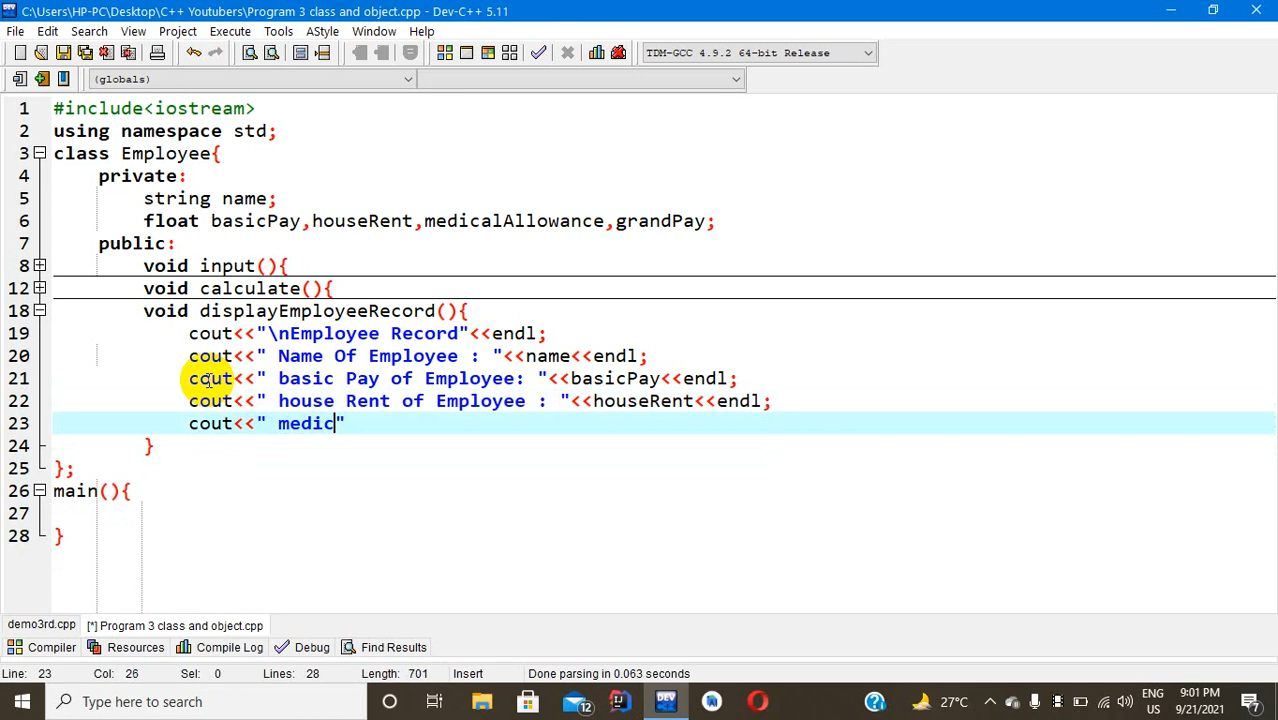 C:\Users\HP-PC\Desktop\C++ Youtubers\Program 3 class and object.cpp - Dev-C++ 5.11
File Edit Search View Project Execute Tools AStyle Window Help
TDM-GCC 4.9.2 64-bit Release
(globals)
1 #include<iostream>
2 using namespace std;
3 class Employee{
4 private:
5 string name;
6 float basicPay,houseRent,medicalAllowance,grandPay;
7 public:
8 void input(){
12 void calculate(){
18 void displayEmployeeRecord(){
19 cout<<"\nEmployee Record"<<endl;
20 cout<<" Name Of Employee : "<<name<<endl;
21 cout<<" basic Pay of Employee: "<<basicPay<<endl;
22 cout<<" house Rent of Employee : "<<houseRent<<endl;
23 cout<<" medic"
24 }
25 };
26 main(){
27
28 }
demo3rd.cpp [*] Program 3 class and object.cpp
Compiler Resources Compile Log Debug Find Results
Line: 23 Col: 26 Sel: 0 Lines: 28 Length: 701 Insert Done parsing in 0.063 seconds
Type here to search 12 DEV AI 27°C ENG 9:01 PM
US 9/21/2021 7